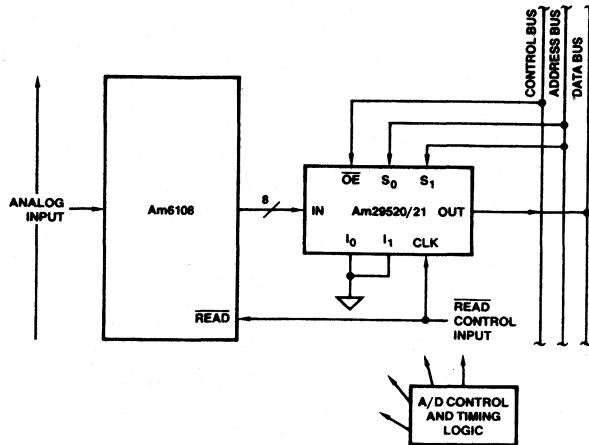 CONTROL BUS
ADDRESS BUS
DATA BUS
OE S0 S1
ANALOG
INPUT
Am6108
8
IN Am29520/21 OUT
I0 I1 CLK
READ
READ
CONTROL
INPUT
A/D CONTROL
AND TIMING
LOGIC